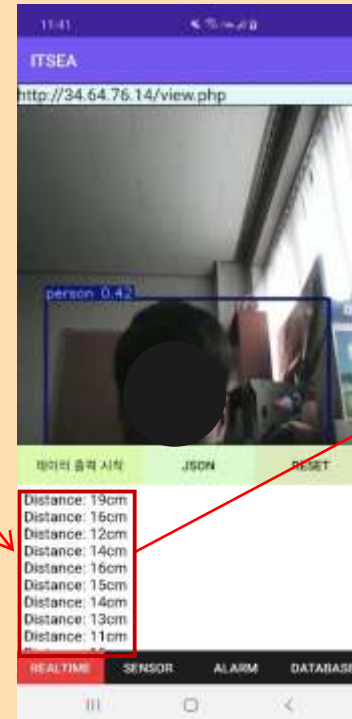 11:41
ITSEA
http://34.64.76.14/view.php
person 0.42
데이터 출력 시작
JSON
RESET
Distance: 19cm
Distance: 16cm
Distance: 12cm
Distance: 14cm
Distance: 16cm
Distance: 15cm
Distance: 14cm
Distance: 13cm
Distance: 11cm
REALTIME
SENSOR
ALARM
DATABASE